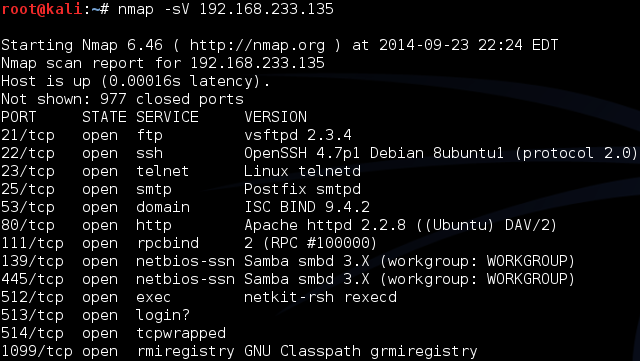 root@kali:~# nmap -sV 192.168.233.135
Starting Nmap 6.46 ( http://nmap.org ) at 2014-09-23 22:24 EDT
Nmap scan report for 192.168.233.135
Host is up (0.00016s latency).
Not shown: 977 closed ports
PORT     STATE SERVICE     VERSION
21/tcp   open  ftp         vsftpd 2.3.4
22/tcp   open  ssh         OpenSSH 4.7p1 Debian 8ubuntu1 (protocol 2.0)
23/tcp   open  telnet      Linux telnetd
25/tcp   open  smtp        Postfix smtpd
53/tcp   open  domain      ISC BIND 9.4.2
80/tcp   open  http        Apache httpd 2.2.8 ((Ubuntu) DAV/2)
111/tcp  open  rpcbind     2 (RPC #100000)
139/tcp  open  netbios-ssn Samba smbd 3.X (workgroup: WORKGROUP)
445/tcp  open  netbios-ssn Samba smbd 3.X (workgroup: WORKGROUP)
512/tcp  open  exec        netkit-rsh rexecd
513/tcp  open  login?
514/tcp  open  tcpwrapped
1099/tcp open  rmiregistry GNU Classpath grmiregistry